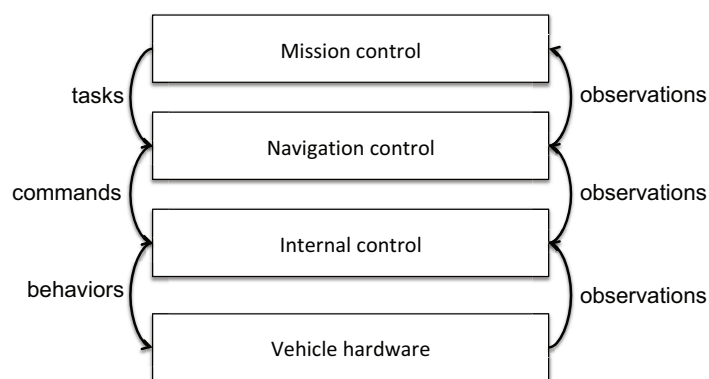 Mission control
tasks
observations
Navigation control
commands
observations
Internal control
behaviors
observations
Vehicle hardware